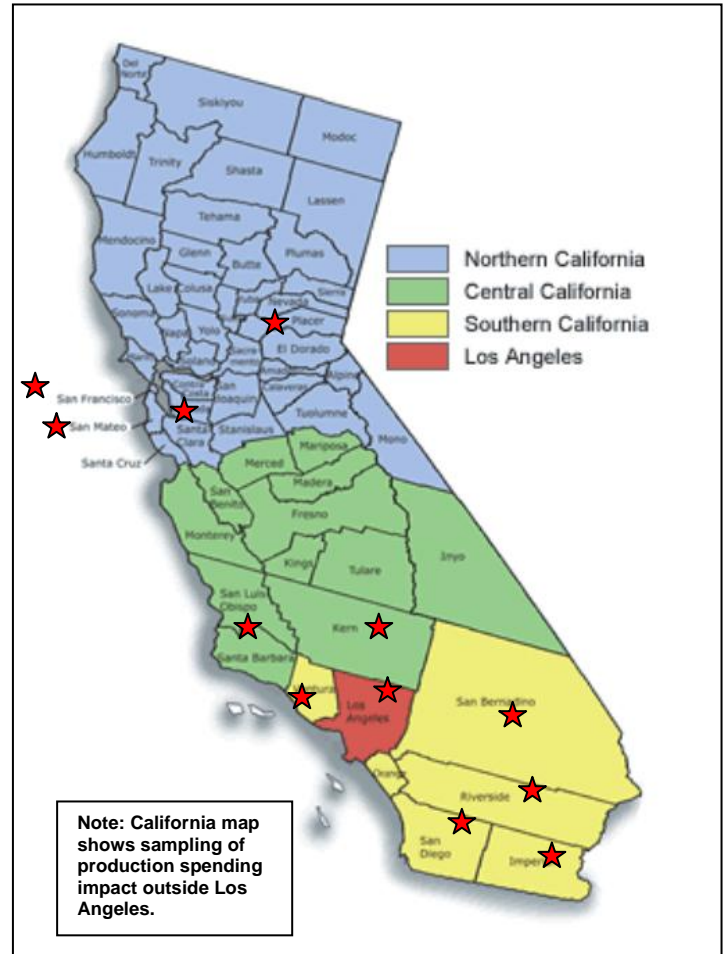 Del
Norte
Siskiyou
Modoc
Humboldt
Trinity
Shasta
Lassen
Tehama
Mendocino
Glenn
Butte
Plumas
Lake
Colusa
Sierra
Nevada
Placer
Sonoma
Napa
Yolo
El Dorado
Solano
Sacra-
mento
Alpine
Calaveras
Contra
Costa
San
Joaquin
Tuolumne
Mono
San Francisco
San Mateo
Santa
Clara
Stanislaus
Santa Cruz
Merced
Mariposa
Madera
San
Benito
Fresno
Monterey
Inyo
Kings
Tulare
San Luis
Obispo
Kern
Santa Barbara
Los
Angeles
San Bernardino
Orange
Riverside
San
Diego
Northern California
Central California
Southern California
Los Angeles
Note: California map
shows sampling of
production spending
impact outside Los
Angeles.